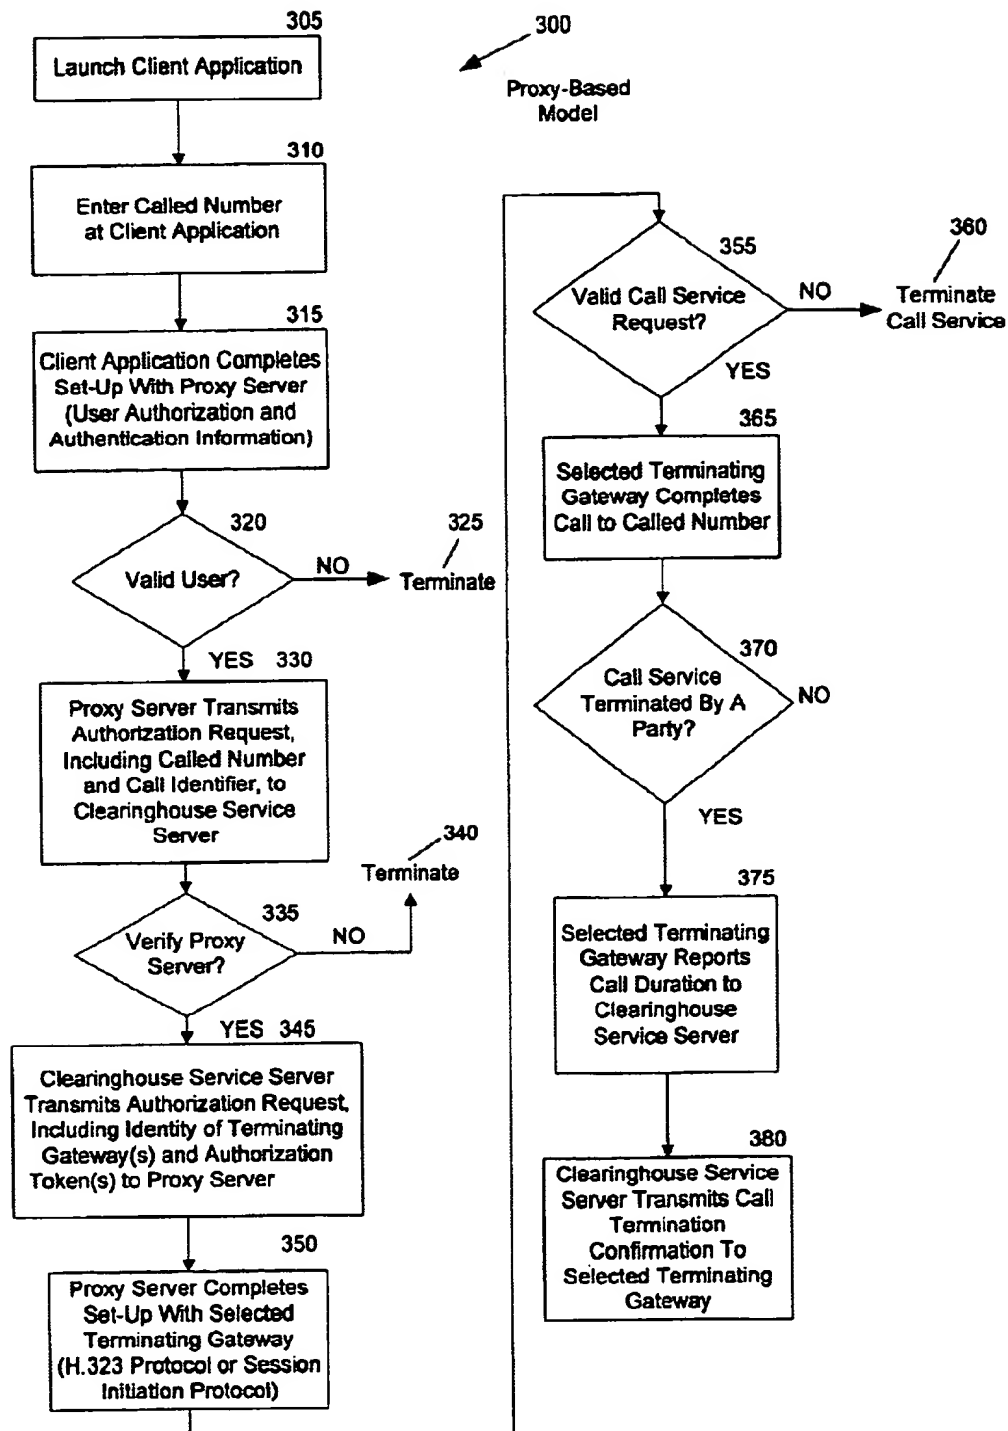 305
Launch Client Application
300
Proxy-Based
Model
310
Enter Called Number
at Client Application
315
Client Application Completes
Set-Up With Proxy Server
(User Authorization and
Authentication Information)
320
Valid User?
NO
325
Terminate
YES 330
Proxy Server Transmits
Authorization Request,
Including Called Number
and Call Identifier, to
Clearinghouse Service
Server
335
Verify Proxy
Server?
NO
340
Terminate
YES 345
Clearinghouse Service Server
Transmits Authorization Request,
Including Identity of Terminating
Gateway(s) and Authorization
Token(s) to Proxy Server
350
Proxy Server Completes
Set-Up With Selected
Terminating Gateway
(H.323 Protocol or Session
Initiation Protocol)
355
Valid Call Service
Request?
NO
360
Terminate
Call Service
YES
365
Selected Terminating
Gateway Completes
Call to Called Number
370
Call Service
Terminated By A
Party?
NO
YES
375
Selected Terminating
Gateway Reports
Call Duration to
Clearinghouse
Service Server
380
Clearinghouse Service
Server Transmits Call
Termination
Confirmation To
Selected Terminating
Gateway